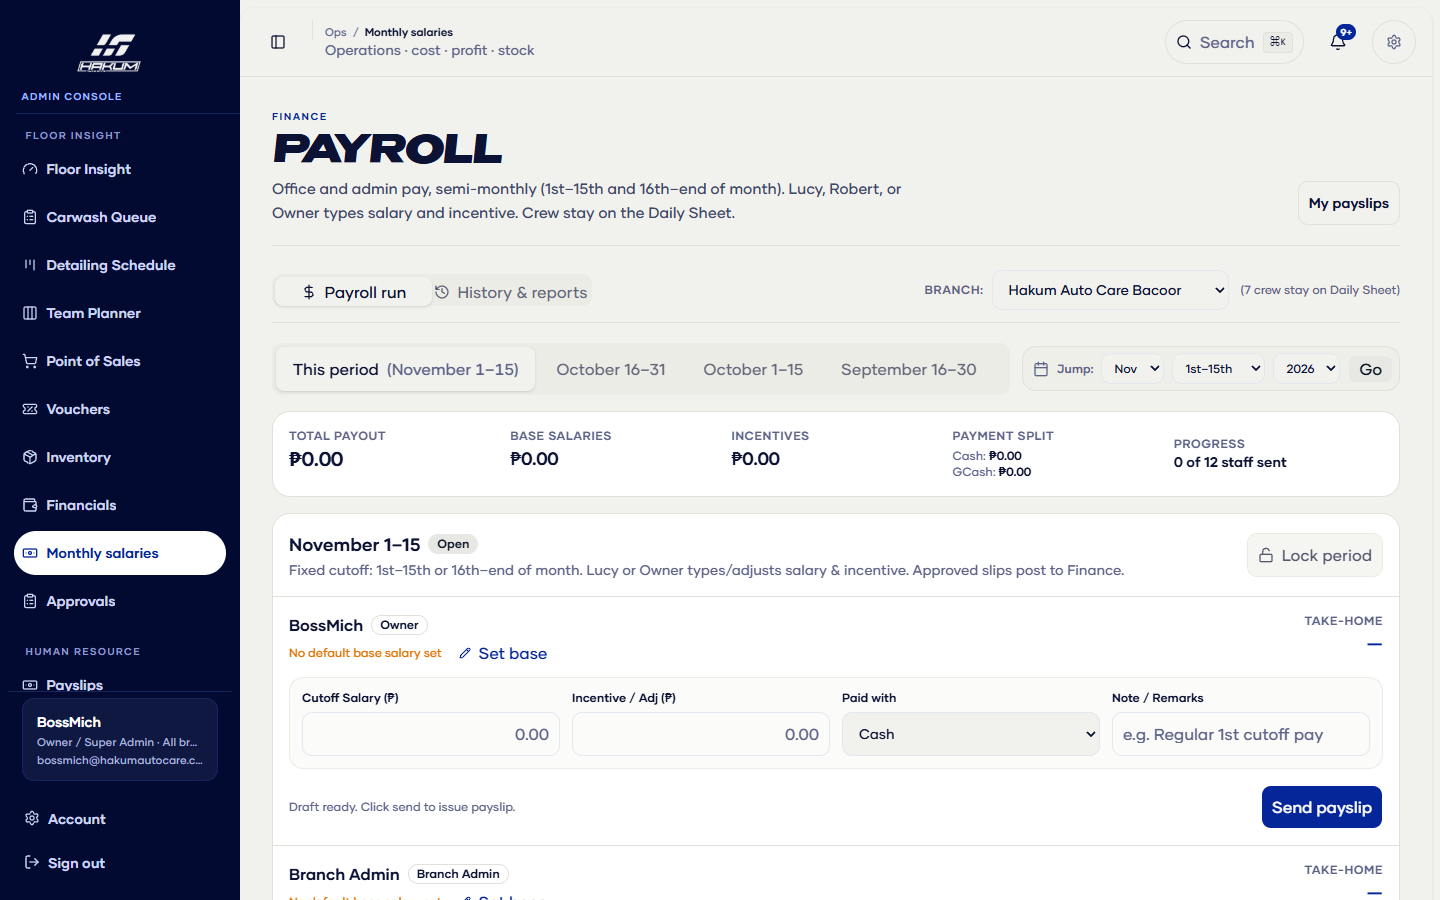 HAKUM
ADMIN CONSOLE
FLOOR INSIGHT
Floor Insight
Carwash Queue
Detailing Schedule
Team Planner
Point of Sales
Vouchers
Inventory
Financials
Monthly salaries
Approvals
HUMAN RESOURCE
Payslips
BossMich
Owner / Super Admin · All br...
bossmich@hakumautocare.c...
Account
Sign out
Ops / Monthly salaries
Operations · cost · profit · stock
Search ⌘K
9+
FINANCE
PAYROLL
Office and admin pay, semi-monthly (1st–15th and 16th–end of month). Lucy, Robert, or
Owner types salary and incentive. Crew stay on the Daily Sheet.
My payslips
Payroll run
History & reports
BRANCH: Hakum Auto Care Bacoor (7 crew stay on Daily Sheet)
This period (November 1–15) October 16–31 October 1–15 September 16–30
Jump: Nov 1st–15th 2026 Go
TOTAL PAYOUT
₱0.00
BASE SALARIES
₱0.00
INCENTIVES
₱0.00
PAYMENT SPLIT
Cash: ₱0.00
GCash: ₱0.00
PROGRESS
0 of 12 staff sent
November 1–15 Open
Fixed cutoff: 1st–15th or 16th–end of month. Lucy or Owner types/adjusts salary & incentive. Approved slips post to Finance.
Lock period
BossMich Owner
No default base salary set Set base
TAKE-HOME
—
Cutoff Salary (₱)
0.00
Incentive / Adj (₱)
0.00
Paid with
Cash
Note / Remarks
e.g. Regular 1st cutoff pay
Draft ready. Click send to issue payslip.
Send payslip
Branch Admin Branch Admin
TAKE-HOME
—